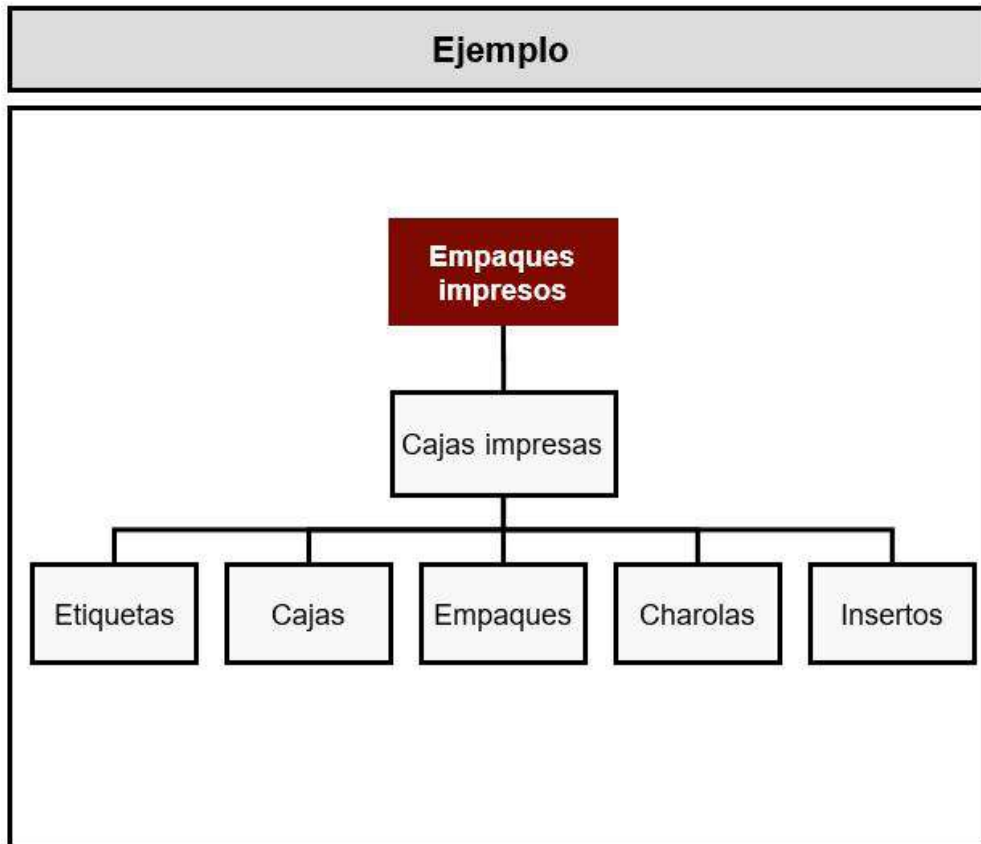 Ejemplo
Empaques
impresos
Cajas impresas
Etiquetas
Cajas
Empaques
Charolas
Insertos